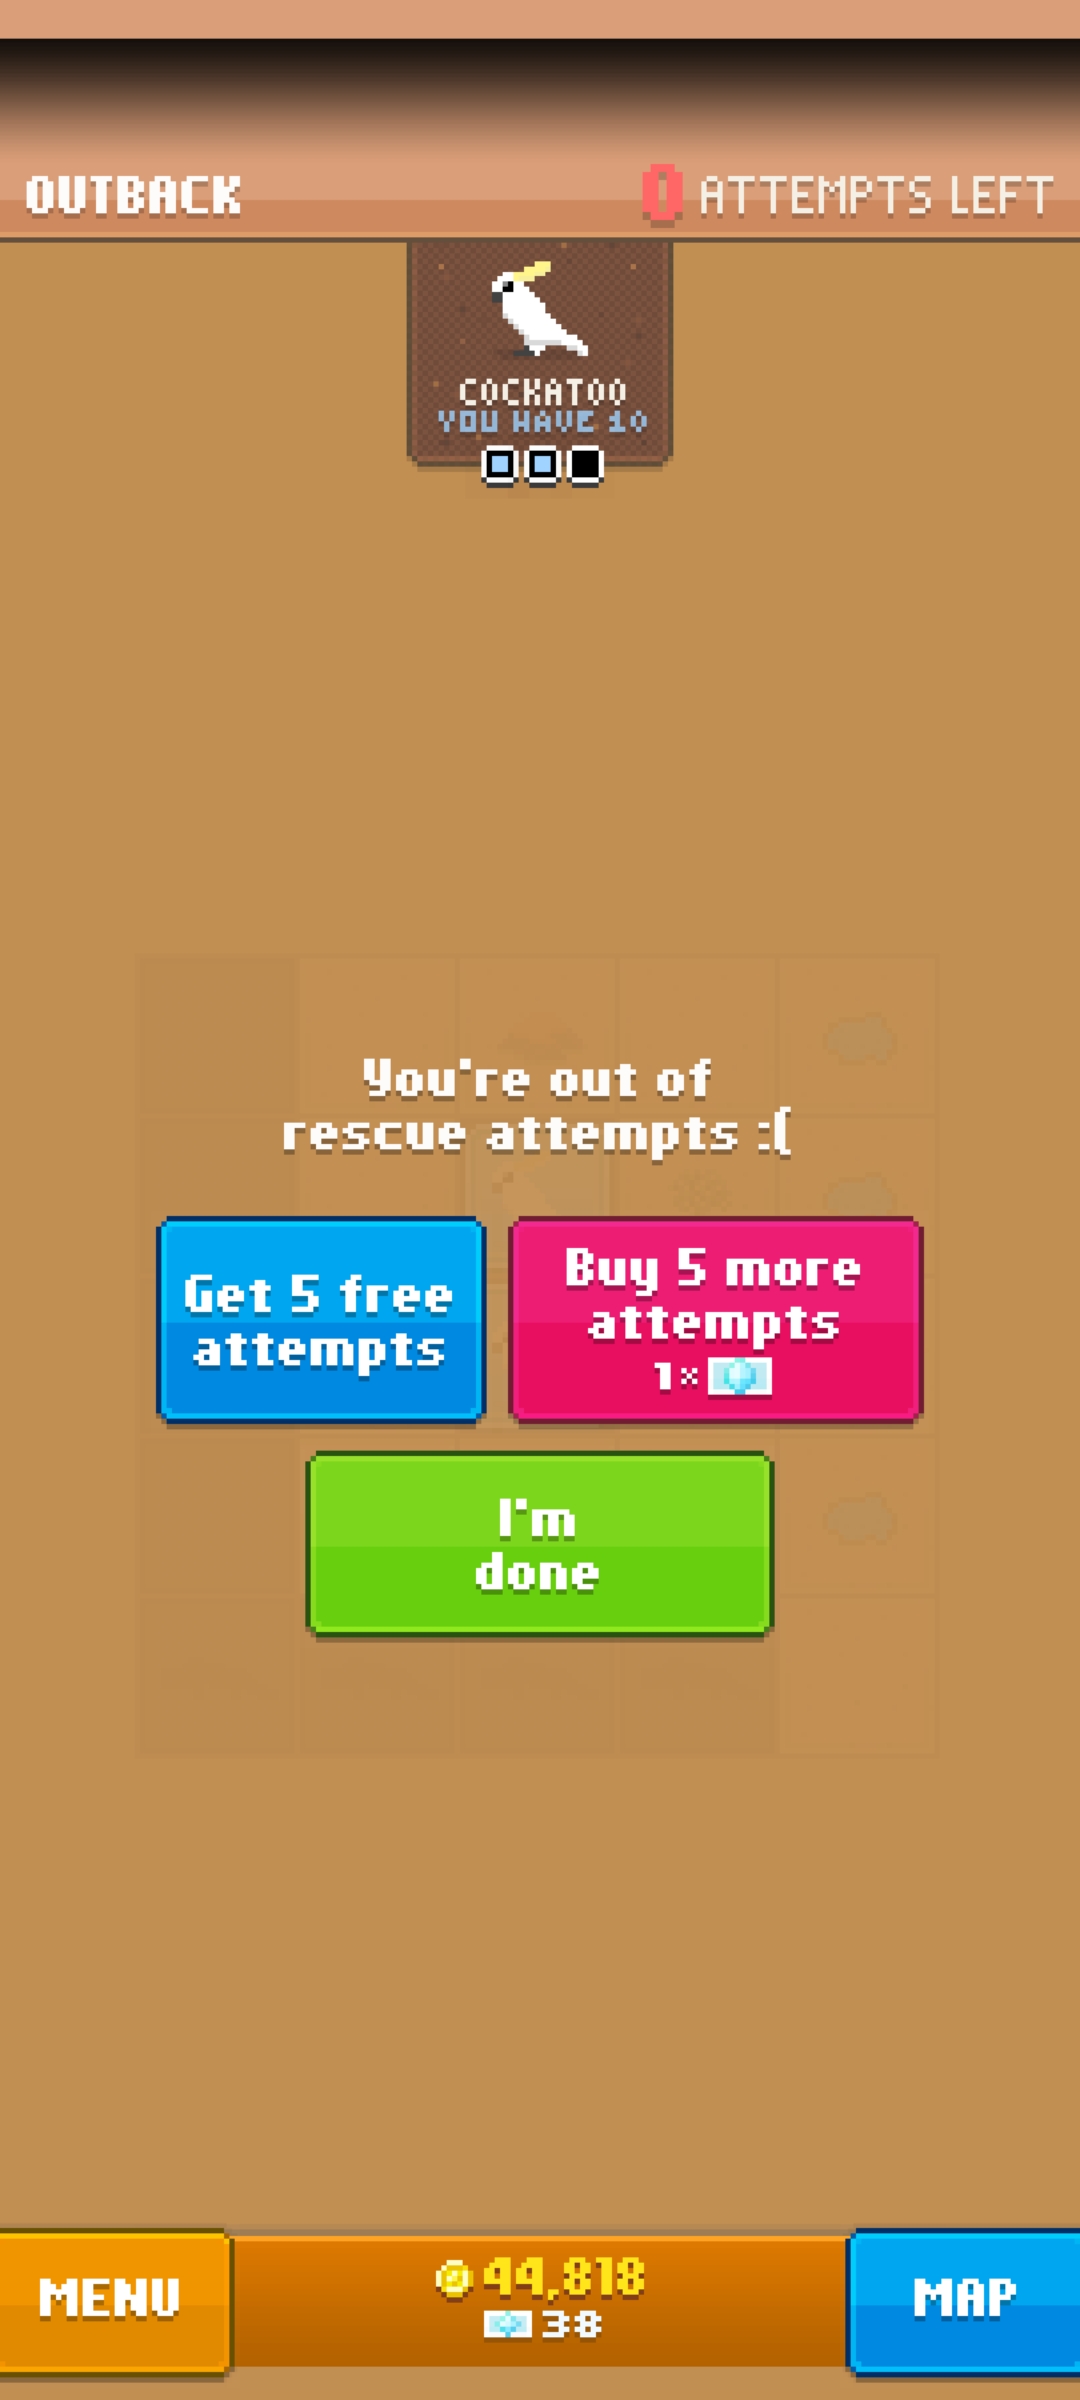 OUTBACK
0 ATTEMPTS LEFT
COCKATOO
YOU HAVE 10
You're out of
rescue attempts :(
Get 5 free
attempts
Buy 5 more
attempts
1×
I'm
done
MENU
44,818
38
MAP